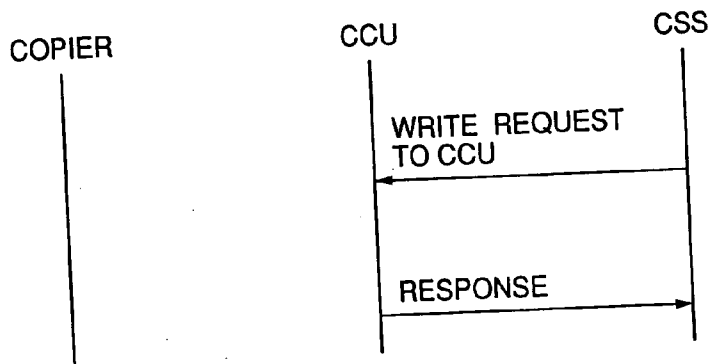 COPIER
CCU
CSS
WRITE REQUEST
TO CCU
RESPONSE